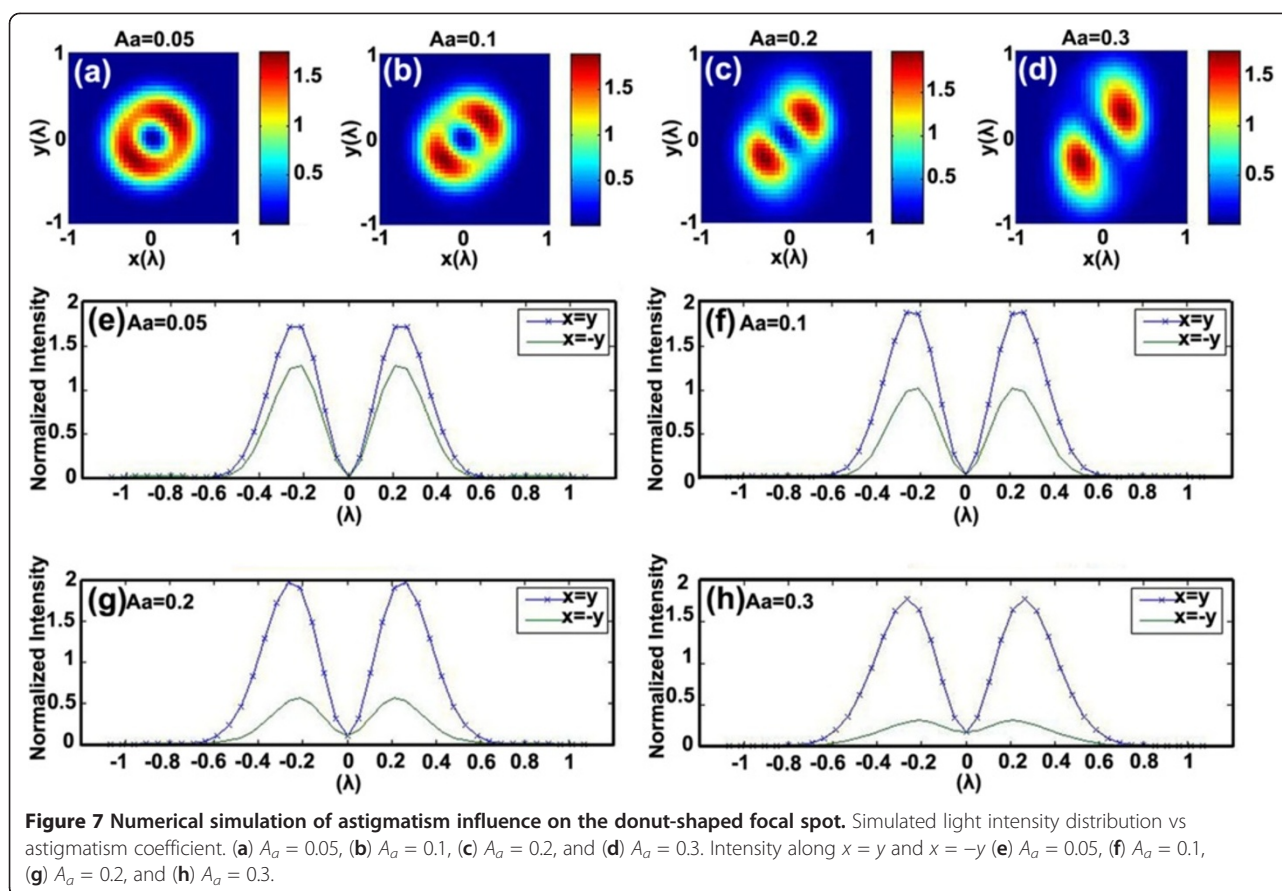 Aa=0.05
Aa=0.1
Aa=0.2
Aa=0.3
(a)
(b)
(c)
(d)
1
0
-1
y(λ)
-1 0 1
x(λ)
1.5
1
0.5
1
0
-1
y(λ)
-1 0 1
x(λ)
1.5
1
0.5
1
0
-1
y(λ)
-1 0 1
x(λ)
1.5
1
0.5
1
0
-1
y(λ)
-1 0 1
x(λ)
1.5
1
0.5
(e) Aa=0.05
x=y
x=-y
Normalized Intensity
2
1.5
1
0.5
0
-1 -0.8 -0.6 -0.4 -0.2 0 0.2 0.4 0.6 0.8 1
(λ)
(f) Aa=0.1
x=y
x=-y
Normalized Intensity
2
1.5
1
0.5
0
-1 -0.8 -0.6 -0.4 -0.2 0 0.2 0.4 0.6 0.8 1
(λ)
(g) Aa=0.2
x=y
x=-y
Normalized Intensity
2
1.5
1
0.5
0
-1 -0.8 -0.6 -0.4 -0.2 0 0.2 0.4 0.6 0.8 1
(λ)
(h) Aa=0.3
x=y
x=-y
Normalized Intensity
2
1.5
1
0.5
0
-1 -0.8 -0.6 -0.4 -0.2 0 0.2 0.4 0.6 0.8 1
(λ)
Figure 7 Numerical simulation of astigmatism influence on the donut-shaped focal spot. Simulated light intensity distribution vs
astigmatism coefficient. (a) Aa = 0.05, (b) Aa = 0.1, (c) Aa = 0.2, and (d) Aa = 0.3. Intensity along x = y and x = −y (e) Aa = 0.05, (f) Aa = 0.1,
(g) Aa = 0.2, and (h) Aa = 0.3.